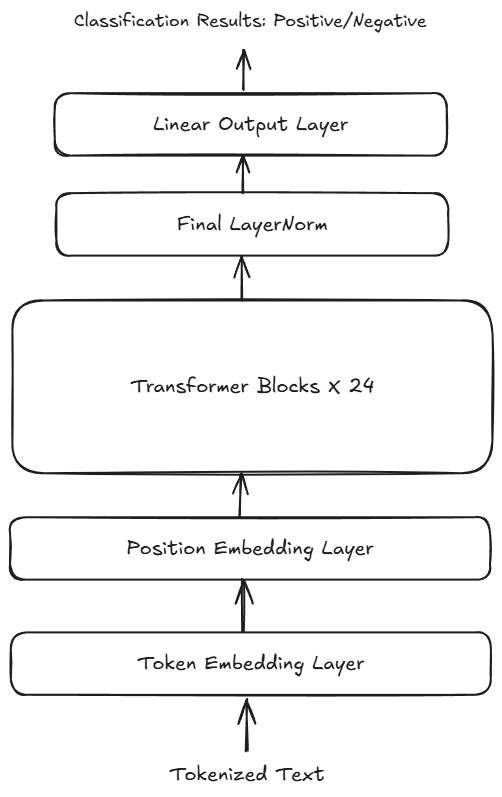 Classification Results: Positive/Negative
Linear Output Layer
Final LayerNorm
Transformer Blocks X 24
Position Embedding Layer
Token Embedding Layer
Tokenized Text